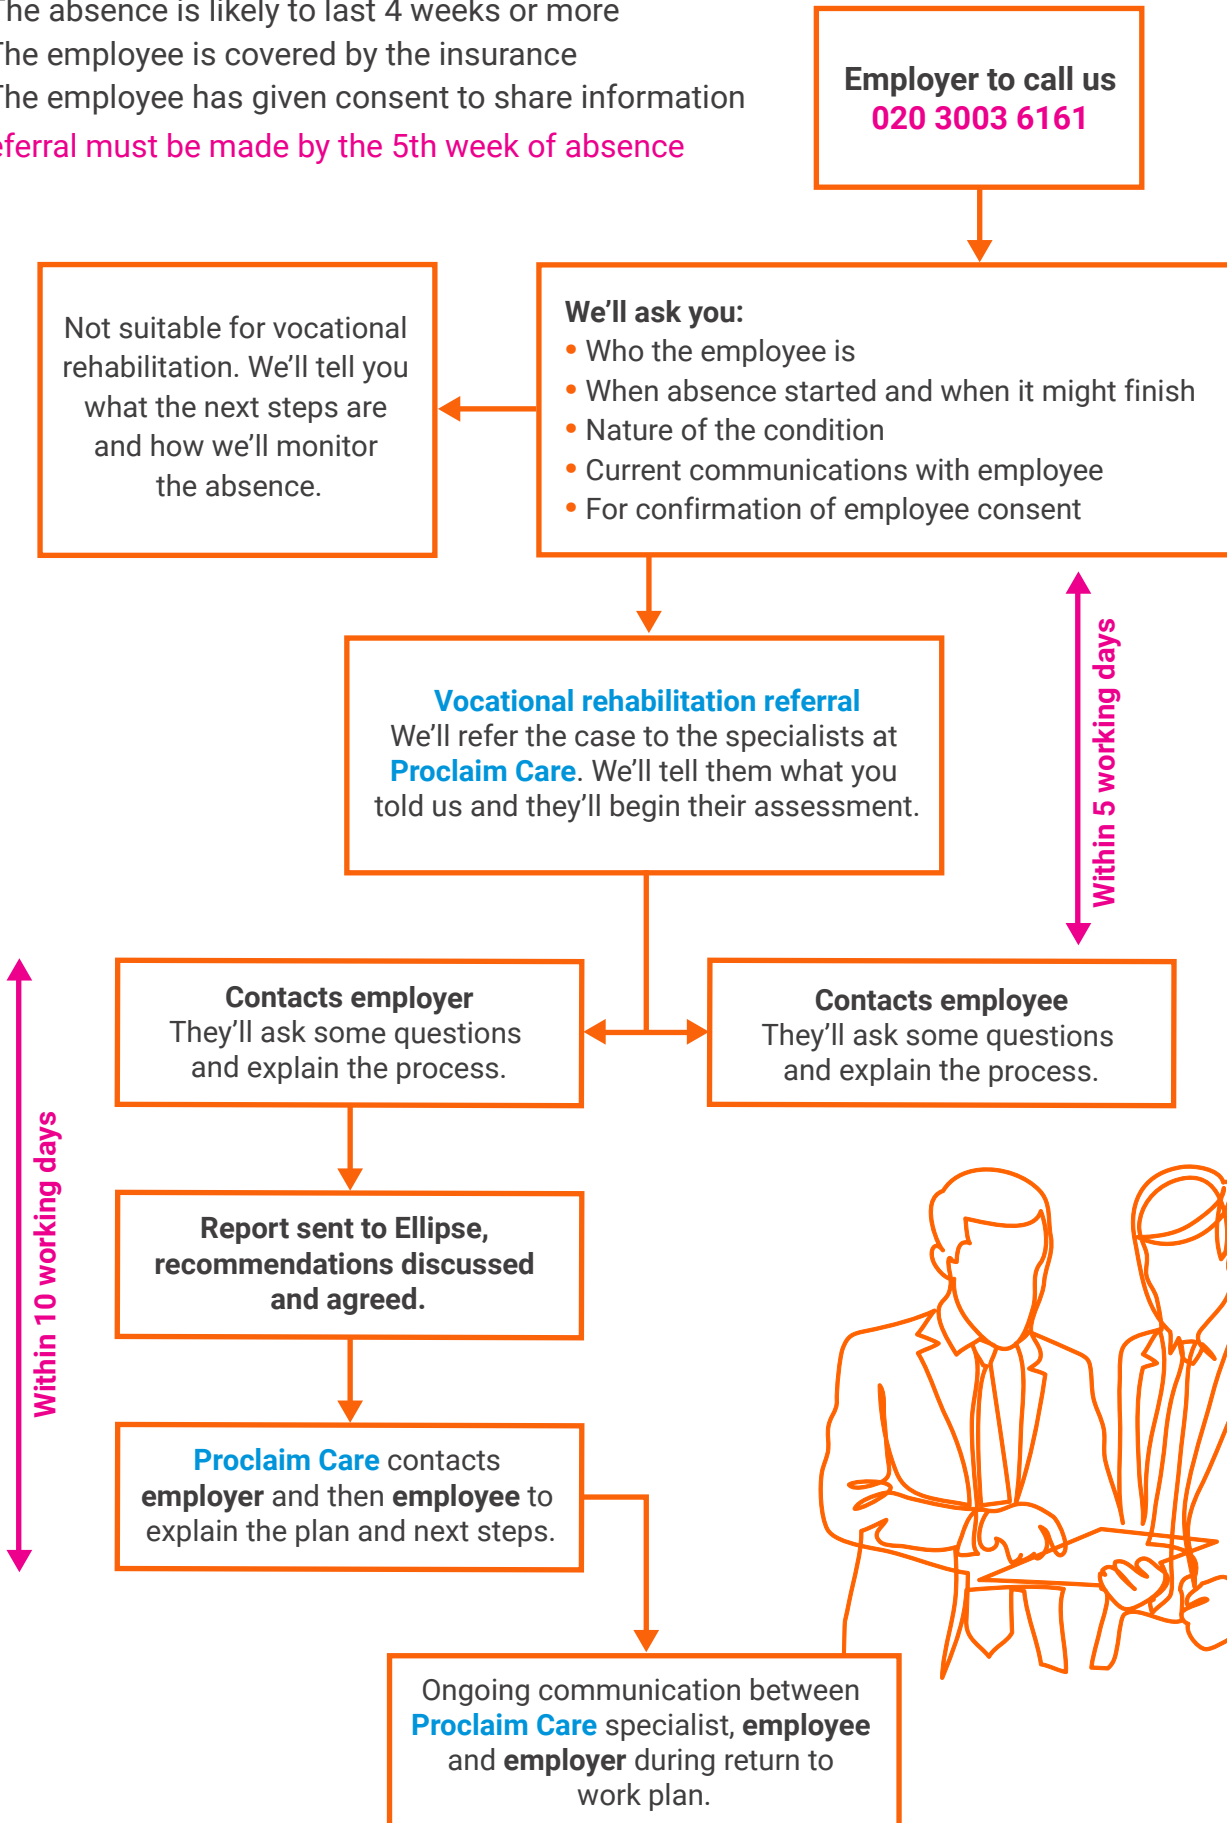 The absence is likely to last 4 weeks or more
The employee is covered by the insurance
The employee has given consent to share information
eferral must be made by the 5th week of absence
Employer to call us
020 3003 6161
Not suitable for vocational
rehabilitation. We'll tell you
what the next steps are
and how we'll monitor
the absence.
We'll ask you:
• Who the employee is
• When absence started and when it might finish
• Nature of the condition
• Current communications with employee
• For confirmation of employee consent
Within 5 working days
Vocational rehabilitation referral
We'll refer the case to the specialists at
Proclaim Care. We'll tell them what you
told us and they'll begin their assessment.
Contacts employer
They'll ask some questions
and explain the process.
Contacts employee
They'll ask some questions
and explain the process.
Within 10 working days
Report sent to Ellipse,
recommendations discussed
and agreed.
Proclaim Care contacts
employer and then employee to
explain the plan and next steps.
Ongoing communication between
Proclaim Care specialist, employee
and employer during return to
work plan.